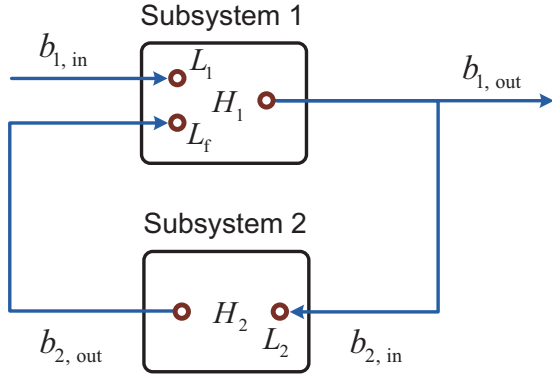 Subsystem 1
b1, in
L1
H1
b1, out
Lf
Subsystem 2
H2
L2
b2, out
b2, in